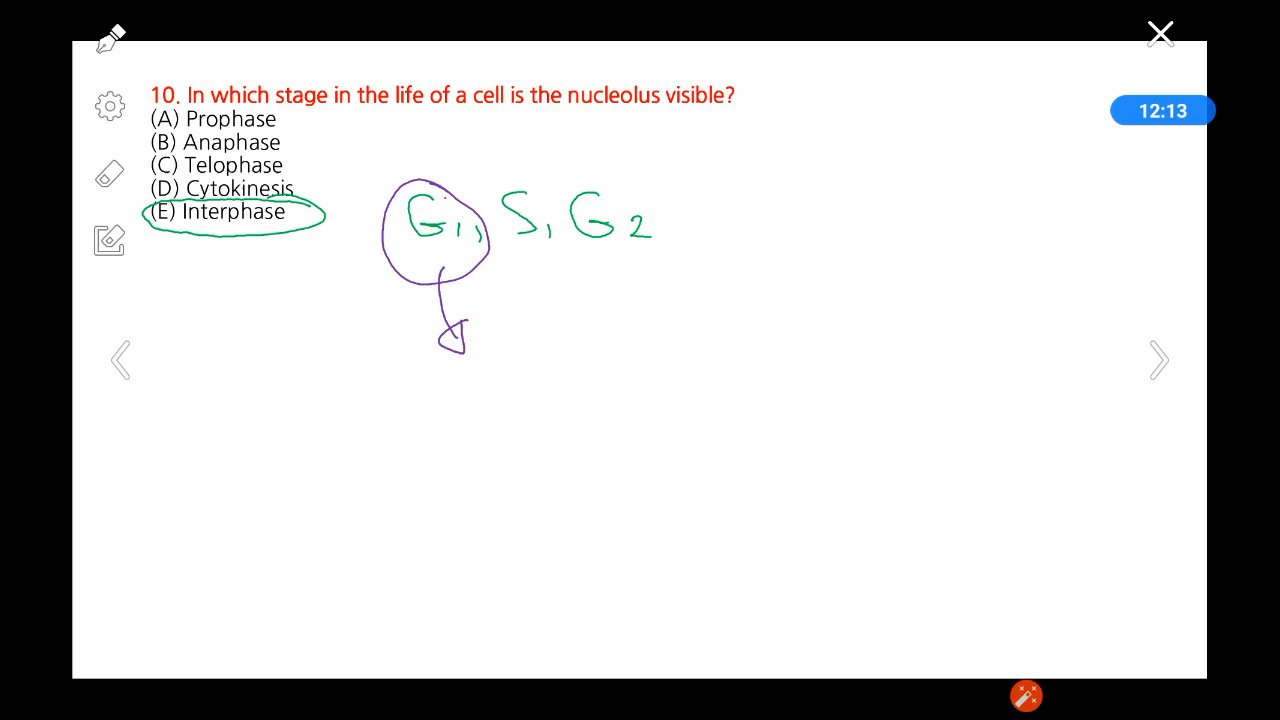 10. In which stage in the life of a cell is the nucleolus visible?
(A) Prophase
(B) Anaphase
(C) Telophase
(D) Cytokinesis
(E) Interphase
G1, S, G2
12:13